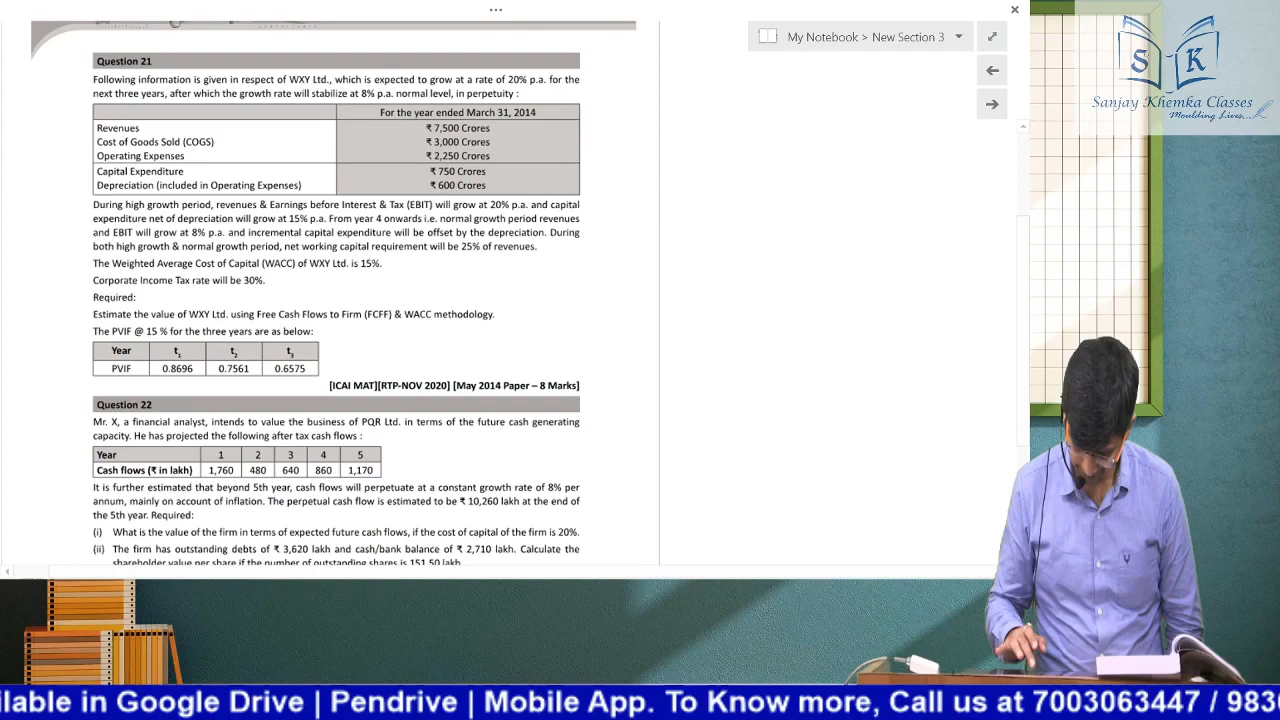 ...
My Notebook > New Section 3
S K
Sanjay Khemka Classes
Moulding Lives...
Question 21
Following information is given in respect of WXY Ltd., which is expected to grow at a rate of 20% p.a. for the
next three years, after which the growth rate will stabilize at 8% p.a. normal level, in perpetuity :
For the year ended March 31, 2014
Revenues ₹ 7,500 Crores
Cost of Goods Sold (COGS) ₹ 3,000 Crores
Operating Expenses ₹ 2,250 Crores
Capital Expenditure ₹ 750 Crores
Depreciation (included in Operating Expenses) ₹ 600 Crores
During high growth period, revenues & Earnings before Interest & Tax (EBIT) will grow at 20% p.a. and capital
expenditure net of depreciation will grow at 15% p.a. From year 4 onwards i.e. normal growth period revenues
and EBIT will grow at 8% p.a. and incremental capital expenditure will be offset by the depreciation. During
both high growth & normal growth period, net working capital requirement will be 25% of revenues.
The Weighted Average Cost of Capital (WACC) of WXY Ltd. is 15%.
Corporate Income Tax rate will be 30%.
Required:
Estimate the value of WXY Ltd. using Free Cash Flows to Firm (FCFF) & WACC methodology.
The PVIF @ 15 % for the three years are as below:
Year t1 t2 t3
PVIF 0.8696 0.7561 0.6575
[ICAI MAT][RTP-NOV 2020] [May 2014 Paper – 8 Marks]
Question 22
Mr. X, a financial analyst, intends to value the business of PQR Ltd. in terms of the future cash generating
capacity. He has projected the following after tax cash flows :
Year 1 2 3 4 5
Cash flows (₹ in lakh) 1,760 480 640 860 1,170
It is further estimated that beyond 5th year, cash flows will perpetuate at a constant growth rate of 8% per
annum, mainly on account of inflation. The perpetual cash flow is estimated to be ₹ 10,260 lakh at the end of
the 5th year. Required:
(i) What is the value of the firm in terms of expected future cash flows, if the cost of capital of the firm is 20%.
(ii) The firm has outstanding debts of ₹ 3,620 lakh and cash/bank balance of ₹ 2,710 lakh. Calculate the
shareholder value per share if the number of outstanding shares is 151.50 lakh
ilable in Google Drive | Pendrive | Mobile App. To Know more, Call us at 7003063447 / 983